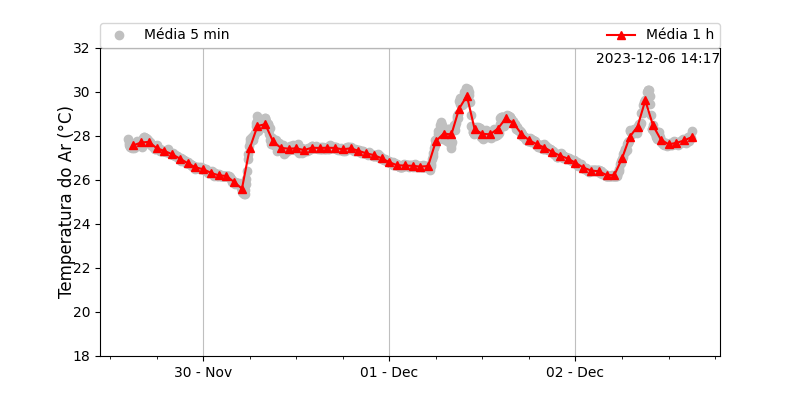 Média 5 min
Média 1 h
2023-12-06 14:17
Temperatura do Ar (°C)
32
30
28
26
24
22
20
18
30 - Nov
01 - Dec
02 - Dec